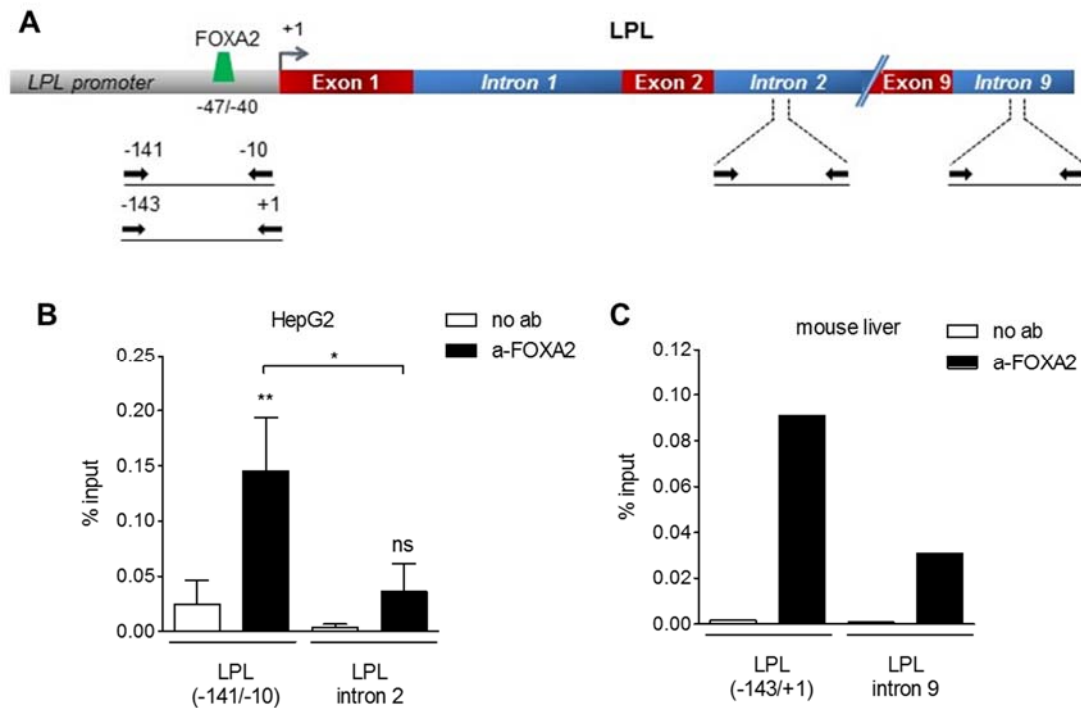 A
FOXA2
+1
LPL
LPL promoter
Exon 1
Intron 1
Exon 2
Intron 2
Exon 9
Intron 9
-47/-40
-141
-10
-143
+1
B
HepG2
no ab
a-FOXA2
*
**
ns
% input
0.25
0.20
0.15
0.10
0.05
0.00
LPL
(-141/-10)
LPL
intron 2
C
mouse liver
no ab
a-FOXA2
% input
0.12
0.10
0.08
0.06
0.04
0.02
0.00
LPL
(-143/+1)
LPL
intron 9